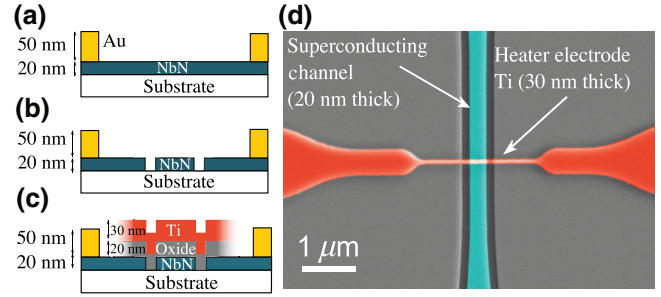 (a)
50 nm
Au
20 nm
NbN
Substrate
(b)
50 nm
20 nm
NbN
Substrate
(c)
30 nm
Ti
50 nm
20 nm
Oxide
20 nm
NbN
Substrate
(d)
Superconducting
channel
(20 nm thick)
Heater electrode
Ti (30 nm thick)
1 μm